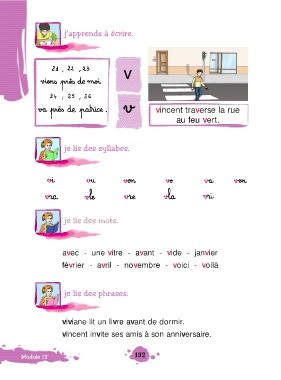 j'apprends à écrire.
21 , 22 , 23
viens près de moi
24 , 25 , 26
va près de patrice.
v
v
vincent traverse la rue
au feu vert.
je lis des syllabes.
vi vu von vo va ven
vra vle vre vla vri
je lis des mots.
avec - une vitre - avant - vide - janvier
février - avril - novembre - voici - voilà
je lis des phrases.
viviane lit un livre avant de dormir.
vincent invite ses amis à son anniversaire.
Module 13
132